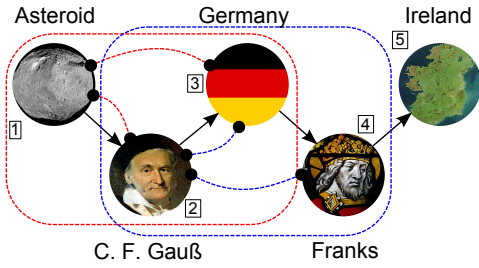 Asteroid
Germany
Ireland
1
3
5
2
4
C. F. Gauß
Franks